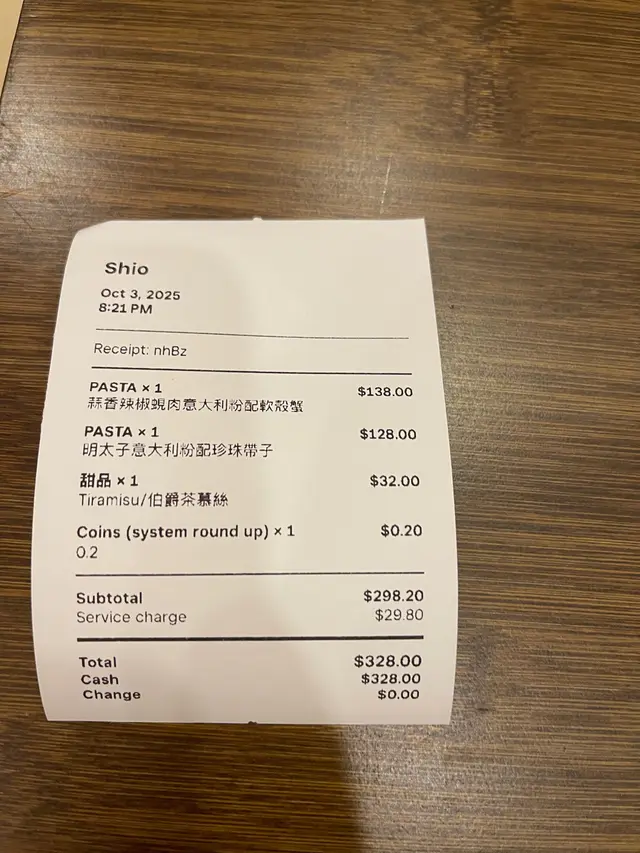 Shio
Oct 3, 2025
8:21 PM
Receipt: nhBz
PASTA × 1 $138.00
蒜香辣椒蜆肉意大利粉配軟殼蟹
PASTA × 1 $128.00
明太子意大利粉配珍珠帶子
甜品 × 1 $32.00
Tiramisu/伯爵茶慕絲
Coins (system round up) × 1 $0.20
0.2
Subtotal $298.20
Service charge $29.80
Total $328.00
Cash $328.00
Change $0.00